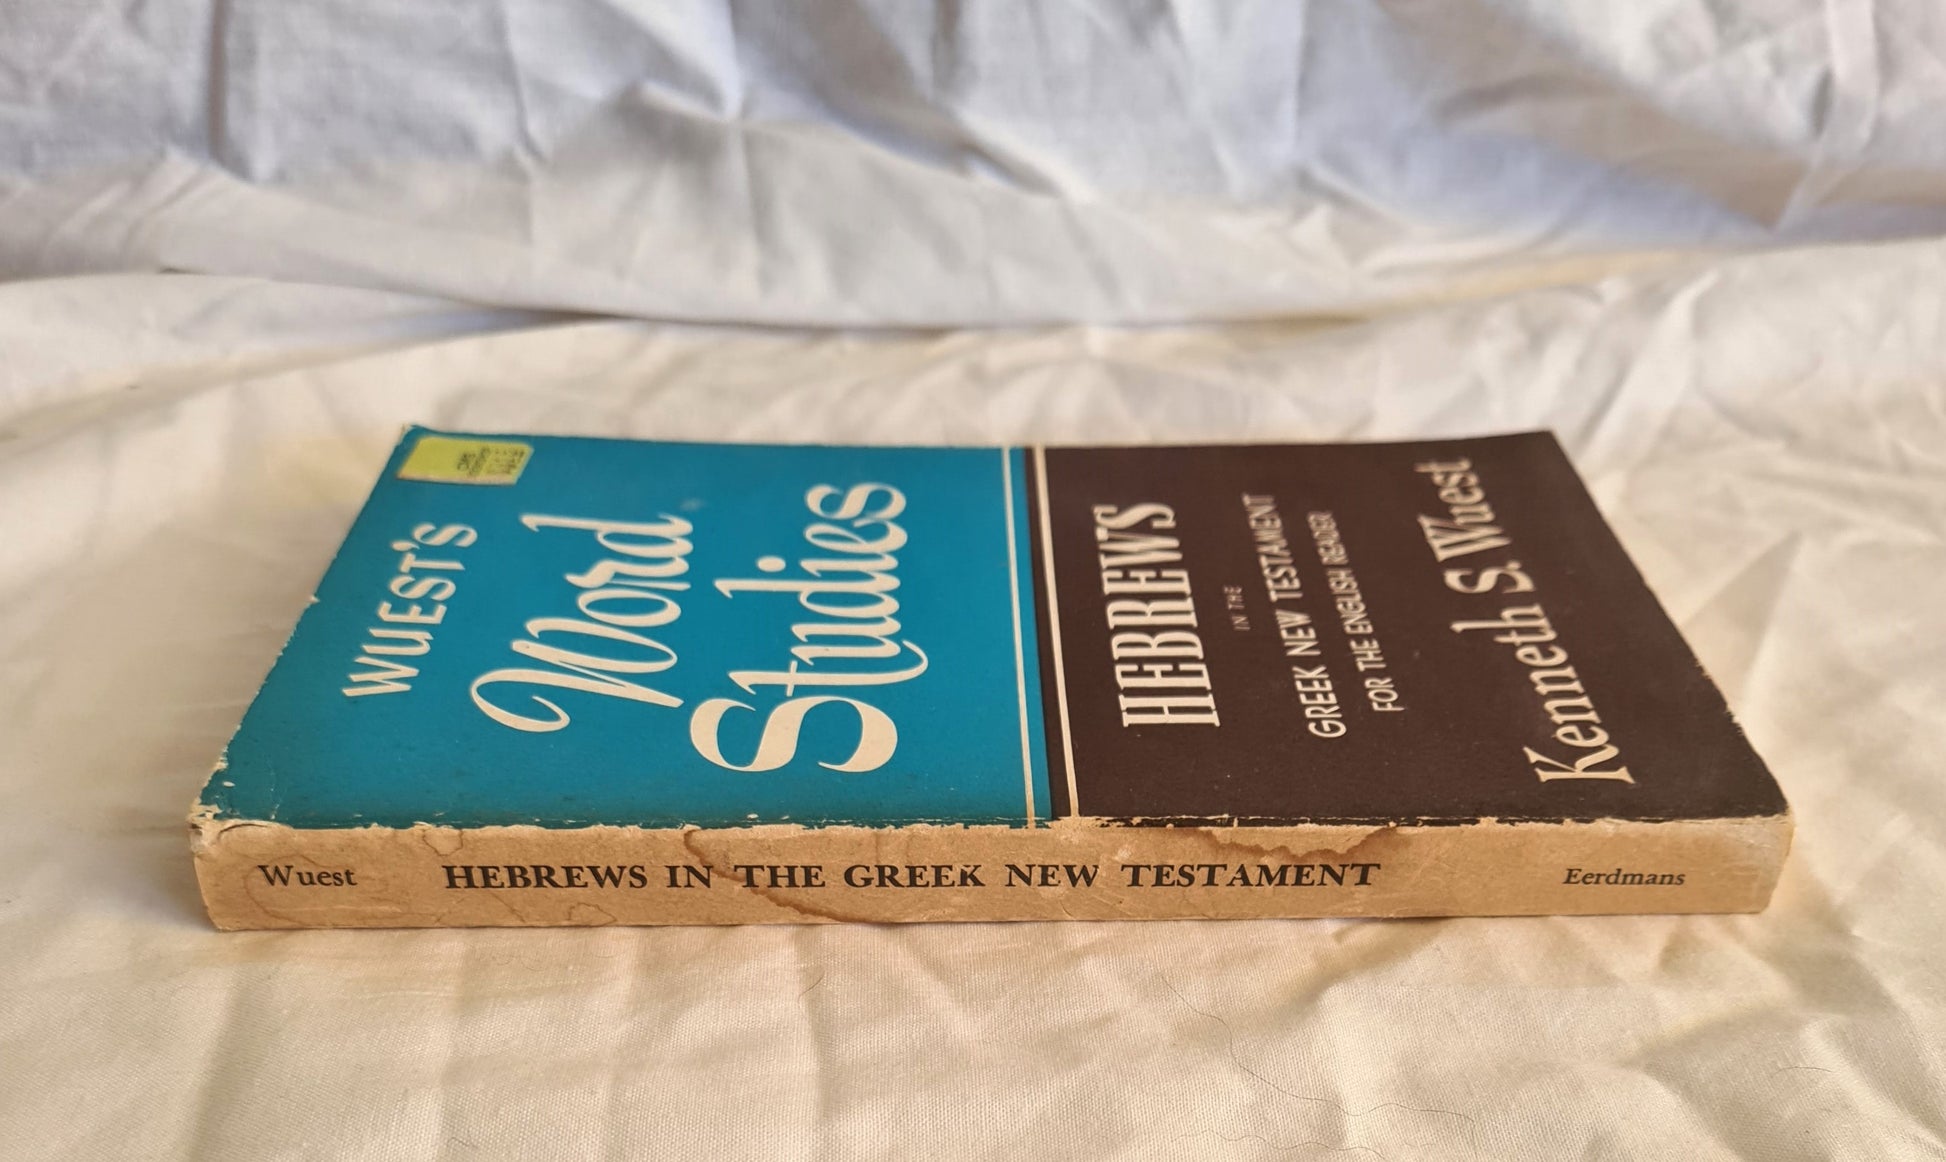 WUEST'S
Word
Studies
HEBREWS
IN THE
GREEK NEW TESTAMENT
FOR THE ENGLISH READER
Kenneth S. Wuest
Wuest HEBREWS IN THE GREEK NEW TESTAMENT Eerdmans